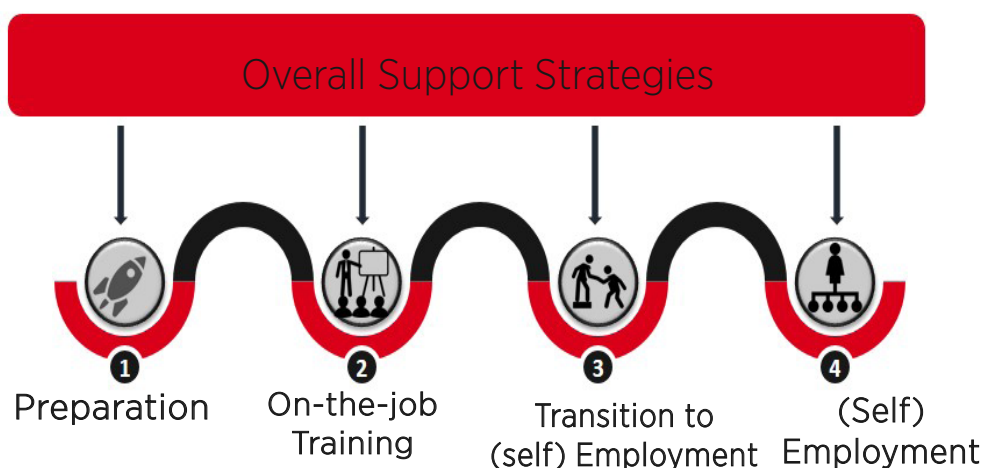 Overall Support Strategies
1
2
3
4
Preparation
On-the-job
Training
Transition to
(self) Employment
(Self)
Employment